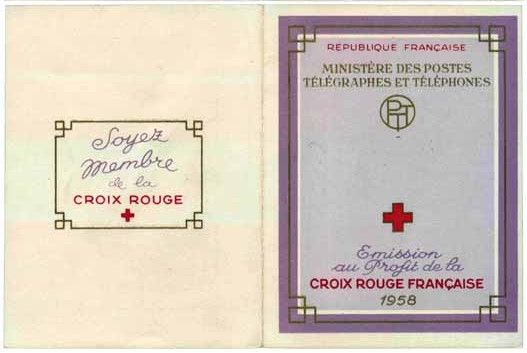 Soyez
Membre
de la
CROIX ROUGE
REPUBLIQUE FRANÇAISE
MINISTÈRE DES POSTES
TÉLÉGRAPHES ET TÉLÉPHONES
PTT
Emission
au Profit de la
CROIX ROUGE FRANÇAISE
1958